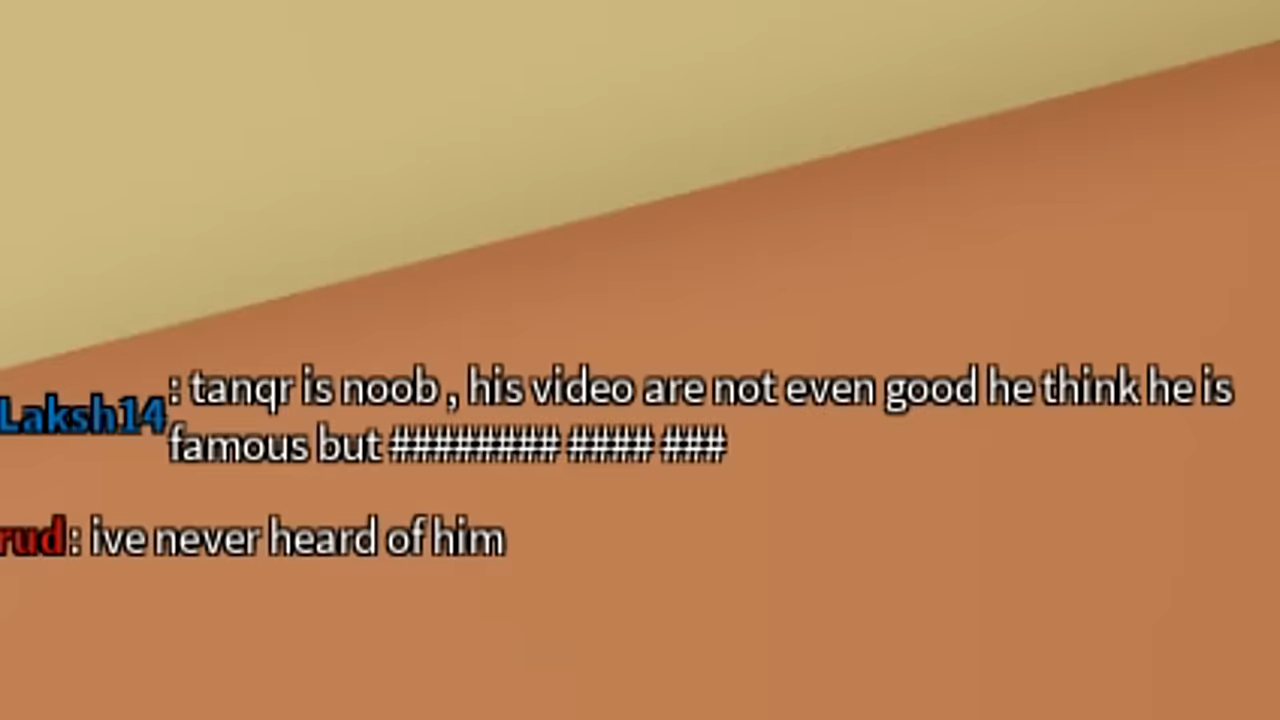 Laksh14: tanqr is noob , his video are not even good he think he is
famous but ######## #### ###
rud: ive never heard of him